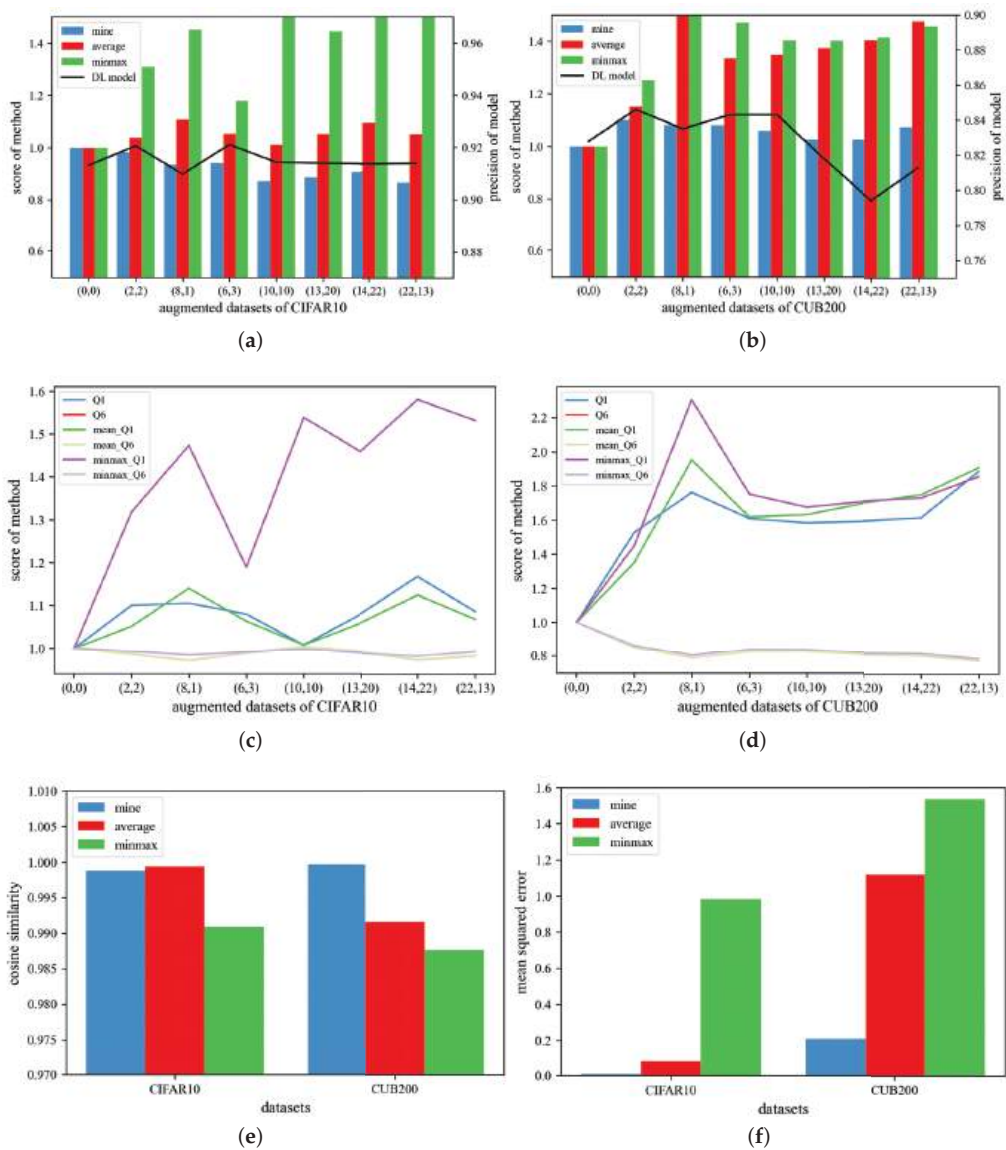 mine
average
minmax
DL model
1.4
1.2
1.0
0.8
0.6
score of method
0.96
0.94
0.92
0.90
0.88
precision of model
(0,0) (2,2) (8,1) (6,3) (10,10) (13,20) (14,22) (22,13)
augmented datasets of CIFAR10
(a)
mine
average
minmax
DL model
1.4
1.2
1.0
0.8
0.6
score of method
0.90
0.88
0.86
0.84
0.82
0.80
0.78
0.76
precision of model
(0,0) (2,2) (8,1) (6,3) (10,10) (13,20) (14,22) (22,13)
augmented datasets of CUB200
(b)
Q1
Q6
mean_Q1
mean_Q6
minmax_Q1
minmax_Q6
1.6
1.5
1.4
1.3
1.2
1.1
1.0
score of method
(0,0) (2,2) (8,1) (6,3) (10,10) (13,20) (14,22) (22,13)
augmented datasets of CIFAR10
(c)
Q1
Q6
mean_Q1
mean_Q6
minmax_Q1
minmax_Q6
2.2
2.0
1.8
1.6
1.4
1.2
1.0
0.8
score of method
(0,0) (2,2) (8,1) (6,3) (10,10) (13,20) (14,22) (22,13)
augmented datasets of CUB200
(d)
mine
average
minmax
1.010
1.005
1.000
0.995
0.990
0.985
0.980
0.975
0.970
cosine similarity
CIFAR10 CUB200
datasets
(e)
mine
average
minmax
1.6
1.4
1.2
1.0
0.8
0.6
0.4
0.2
0.0
mean squared error
CIFAR10 CUB200
datasets
(f)